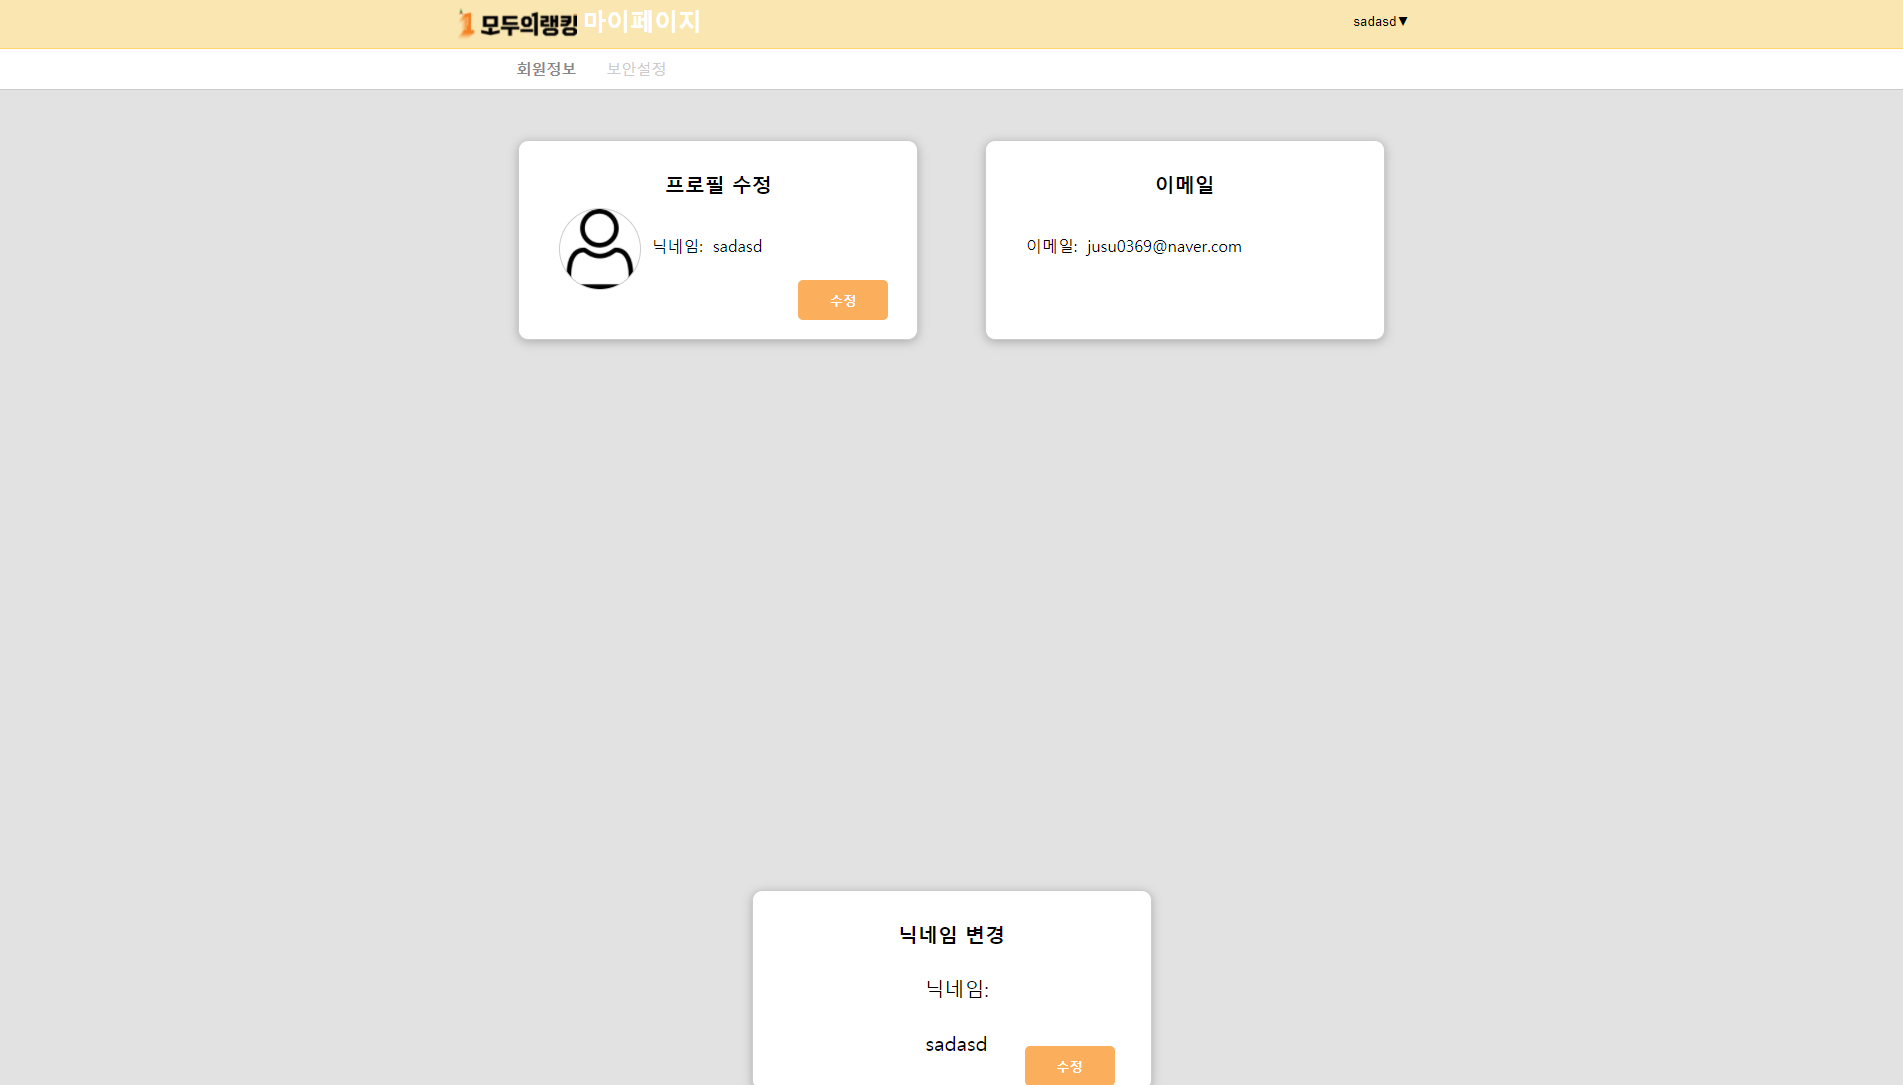 모두의랭킹 마이페이지
sadasd▼
회원정보 보안설정
프로필 수정
닉네임: sadasd
수정
이메일
이메일: jusu0369@naver.com
닉네임 변경
닉네임:
sadasd
수정